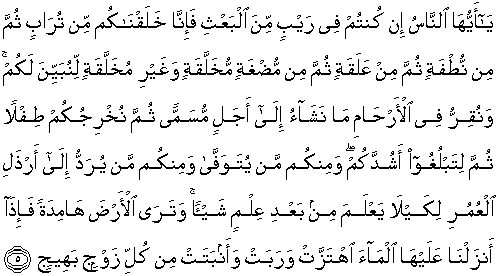 يَـٰٓأَيُّهَا ٱلنَّاسُ إِن كُنتُمْ فِى رَيْبٍ مِّنَ ٱلْبَعْثِ فَإِنَّا خَلَقْنَـٰكُم مِّن تُرَابٍ ثُمَّ
مِن نُّطْفَةٍ ثُمَّ مِنْ عَلَقَةٍ ثُمَّ مِن مُّضْغَةٍ مُّخَلَّقَةٍ وَغَيْرِ مُخَلَّقَةٍ لِّنُبَيِّنَ لَكُمْ ۚ
وَنُقِرُّ فِى ٱلْأَرْحَامِ مَا نَشَآءُ إِلَىٰٓ أَجَلٍ مُّسَمًّى ثُمَّ نُخْرِجُكُمْ طِفْلًا
ثُمَّ لِتَبْلُغُوٓا۟ أَشُدَّكُمْ ۖ وَمِنكُم مَّن يُتَوَفَّىٰ وَمِنكُم مَّن يُرَدُّ إِلَىٰٓ أَرْذَلِ
ٱلْعُمُرِ لِكَيْلَا يَعْلَمَ مِنۢ بَعْدِ عِلْمٍ شَيْـًٔا ۚ وَتَرَى ٱلْأَرْضَ هَامِدَةً فَإِذَآ
أَنزَلْنَا عَلَيْهَا ٱلْمَآءَ ٱهْتَزَّتْ وَرَبَتْ وَأَنۢبَتَتْ مِن كُلِّ زَوْجٍۭ بَهِيجٍ ٥